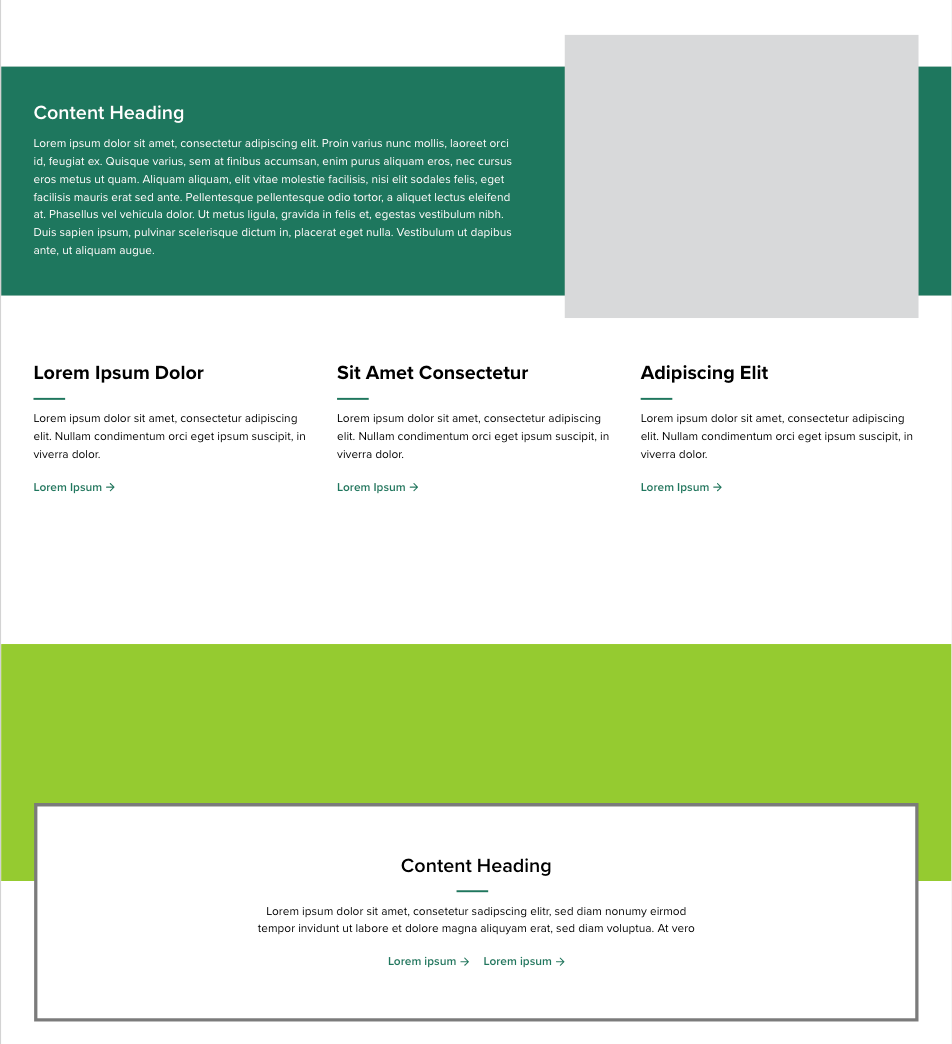 Content Heading
Lorem ipsum dolor sit amet, consectetur adipiscing elit. Proin varius nunc mollis, laoreet orci
id, feugiat ex. Quisque varius, sem at finibus accumsan, enim purus aliquam eros, nec cursus
eros metus ut quam. Aliquam aliquam, elit vitae molestie facilisis, nisi elit sodales felis, eget
facilisis mauris erat sed ante. Pellentesque pellentesque odio tortor, a aliquet lectus eleifend
at. Phasellus vel vehicula dolor. Ut metus ligula, gravida in felis et, egestas vestibulum nibh.
Duis sapien ipsum, pulvinar scelerisque dictum in, placerat eget nulla. Vestibulum ut dapibus
ante, ut aliquam augue.
Lorem Ipsum Dolor
Lorem ipsum dolor sit amet, consectetur adipiscing
elit. Nullam condimentum orci eget ipsum suscipit, in
viverra dolor.
Lorem Ipsum →
Sit Amet Consectetur
Lorem ipsum dolor sit amet, consectetur adipiscing
elit. Nullam condimentum orci eget ipsum suscipit, in
viverra dolor.
Lorem Ipsum →
Adipiscing Elit
Lorem ipsum dolor sit amet, consectetur adipiscing
elit. Nullam condimentum orci eget ipsum suscipit, in
viverra dolor.
Lorem Ipsum →
Content Heading
Lorem ipsum dolor sit amet, consetetur sadipscing elitr, sed diam nonumy eirmod
tempor invidunt ut labore et dolore magna aliquyam erat, sed diam voluptua. At vero
Lorem ipsum → Lorem ipsum →